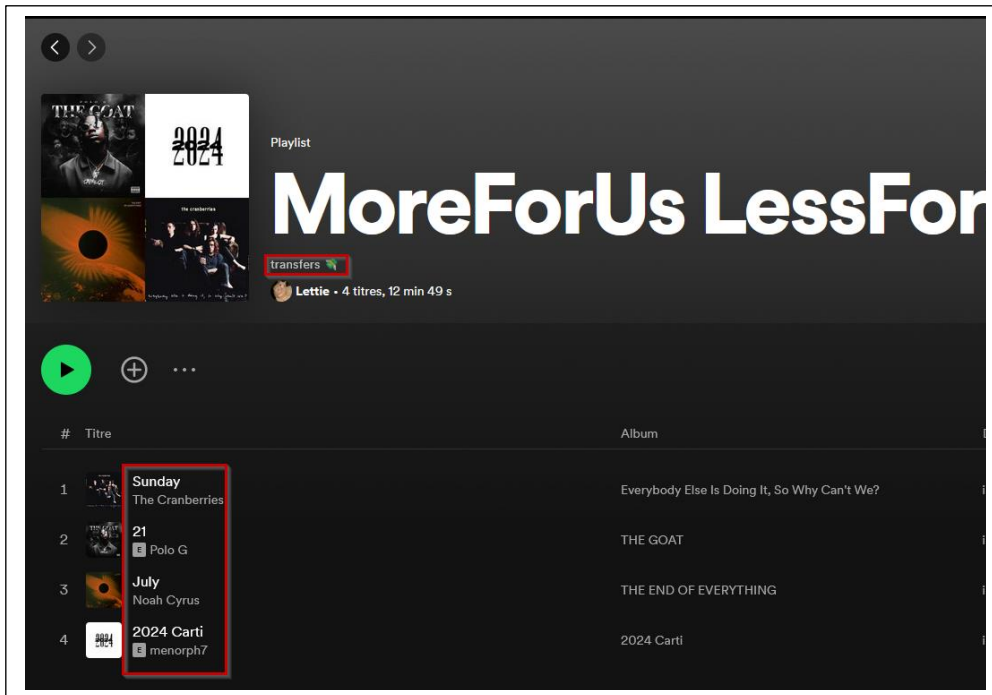 THE GOAT
2024
the cranberries
Playlist
MoreForUs LessFor
transfers
Lettie • 4 titres, 12 min 49 s
# Titre Album
1 Sunday Everybody Else Is Doing It, So Why Can't We?
The Cranberries
2 21 THE GOAT
E Polo G
3 July THE END OF EVERYTHING
Noah Cyrus
4 2024 Carti 2024 Carti
E menorph7